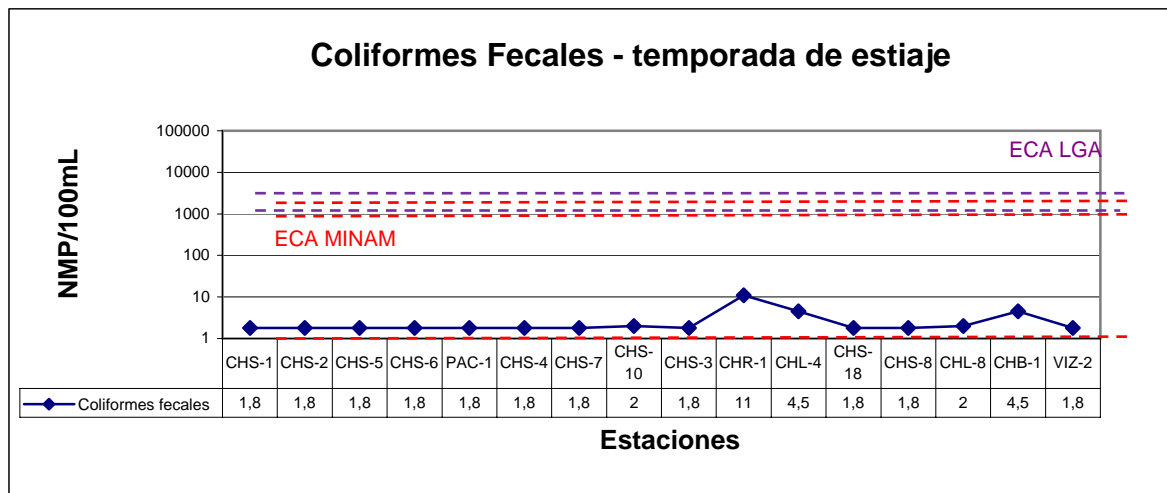 Coliformes Fecales - temporada de estiaje
NMP/100mL
100000
10000
1000
100
10
1
ECA LGA
ECA MINAM
CHS-1 CHS-2 CHS-5 CHS-6 PAC-1 CHS-4 CHS-7 CHS-10 CHS-3 CHR-1 CHL-4 CHS-18 CHS-8 CHL-8 CHB-1 VIZ-2
Coliformes fecales 1,8 1,8 1,8 1,8 1,8 1,8 1,8 2 1,8 11 4,5 1,8 1,8 2 4,5 1,8
Estaciones